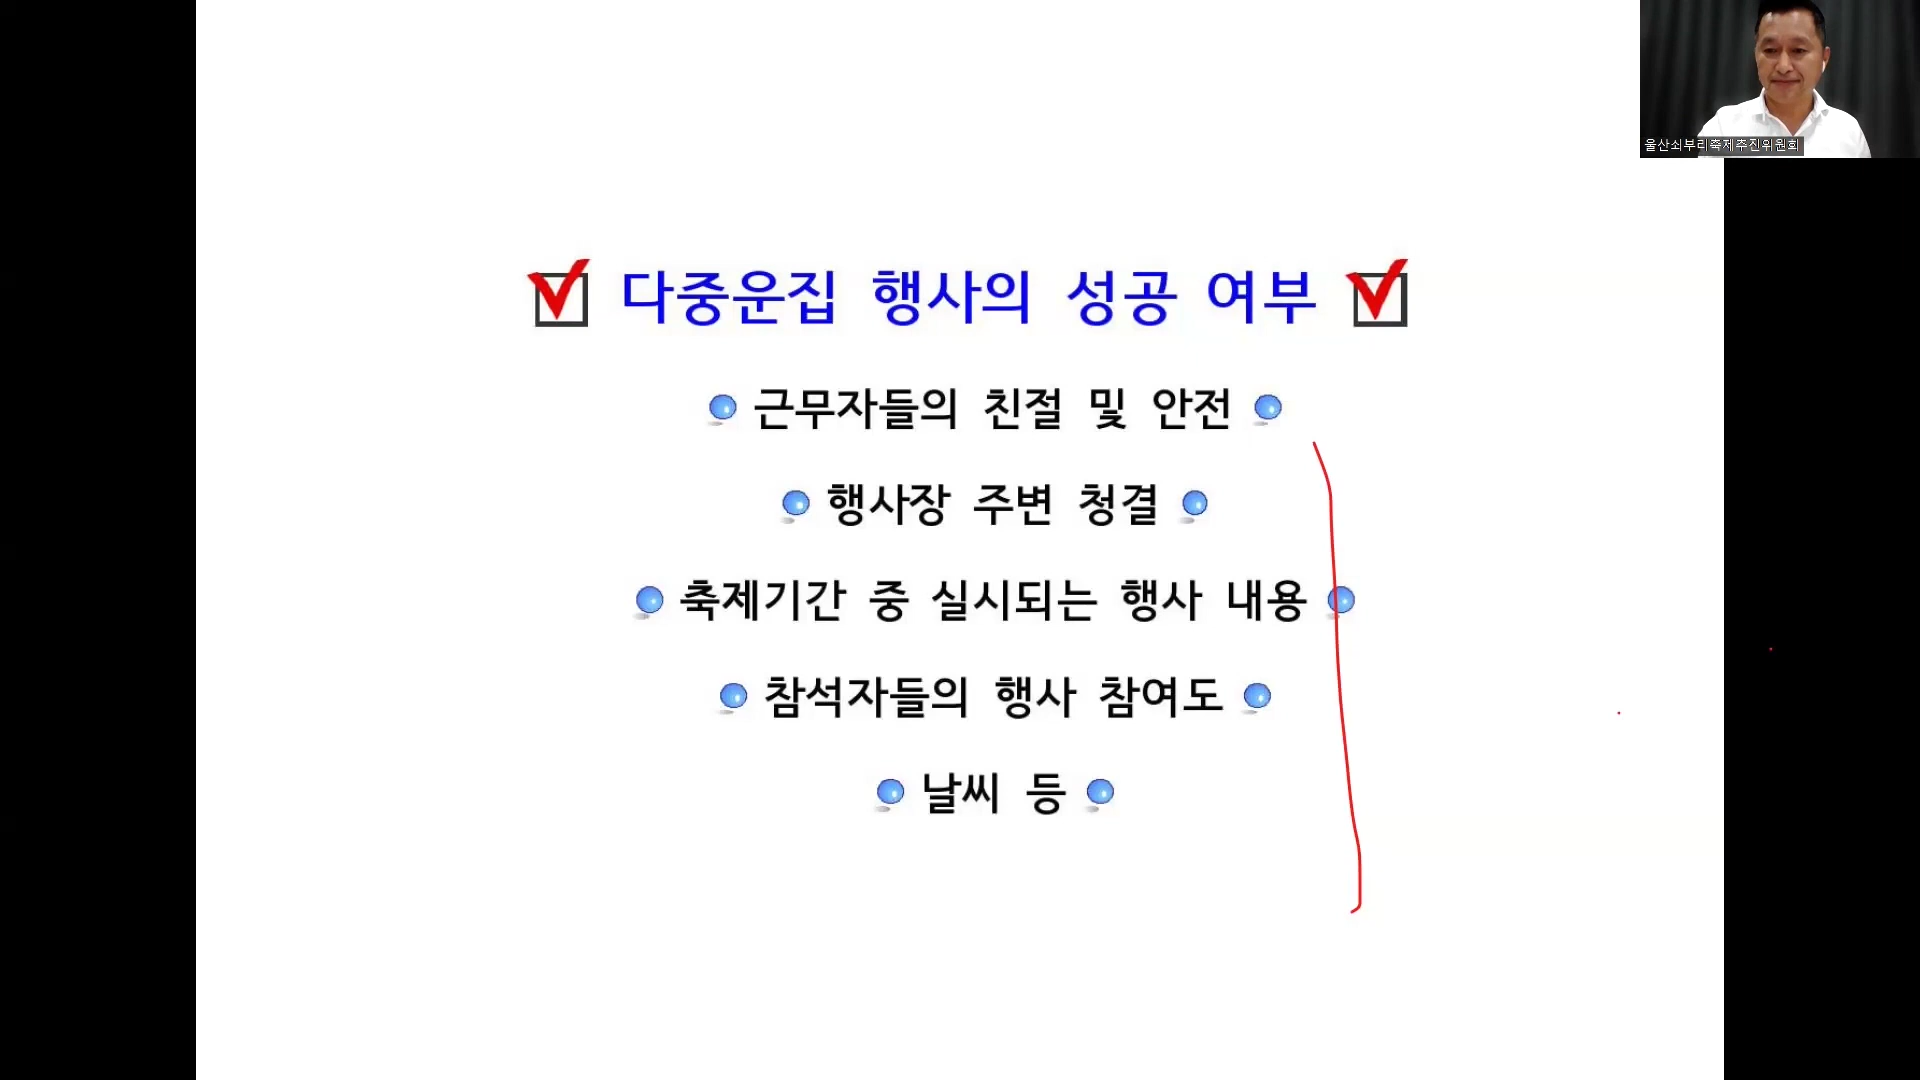 울산쇠부리축제추진위원회
다중운집 행사의 성공 여부
근무자들의 친절 및 안전
행사장 주변 청결
축제기간 중 실시되는 행사 내용
참석자들의 행사 참여도
날씨 등